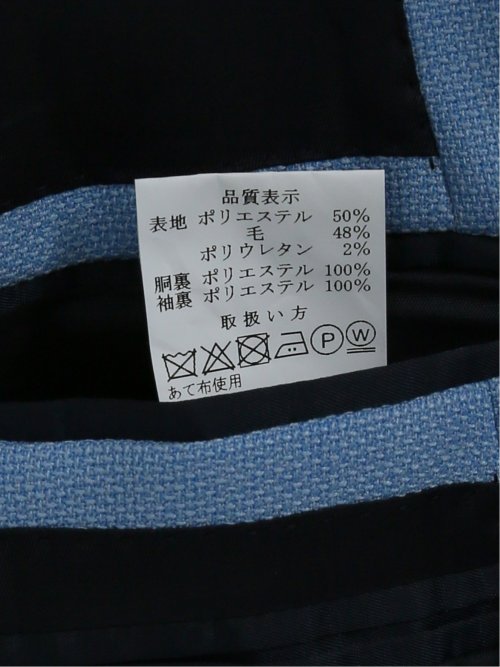 品質表示
表地 ポリエステル 50%
毛 48%
ポリウレタン 2%
胴裏 ポリエステル 100%
袖裏 ポリエステル 100%
取扱い方
P W
あて布使用